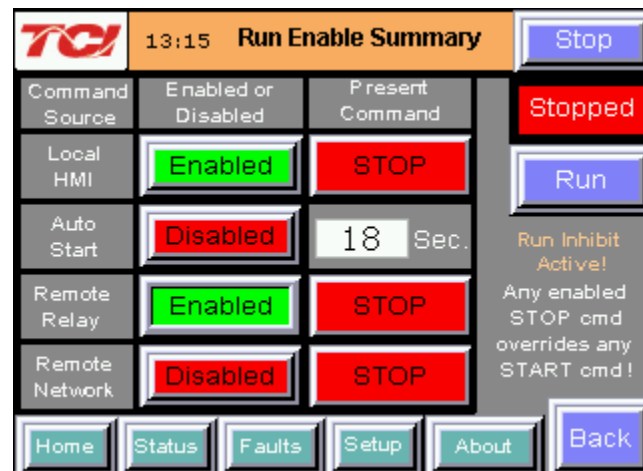 TCI 13:15 Run Enable Summary Stop
Command Source Enabled or Disabled Present Command Stopped
Local HMI Enabled STOP Run
Auto Start Disabled 18 Sec.
Run Inhibit
Active!
Remote Relay Enabled STOP
Any enabled
STOP cmd
overrides any
START cmd!
Remote Network Disabled STOP
Home Status Faults Setup About Back